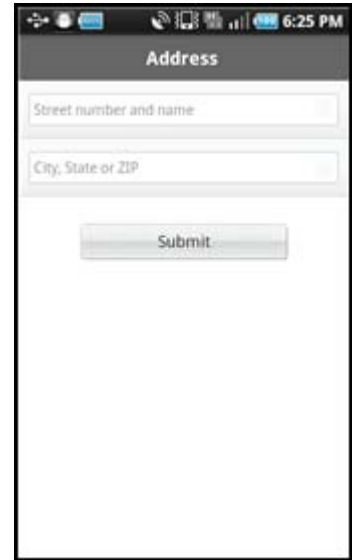 6:25 PM
Address
Street number and name
City, State or ZIP
Submit